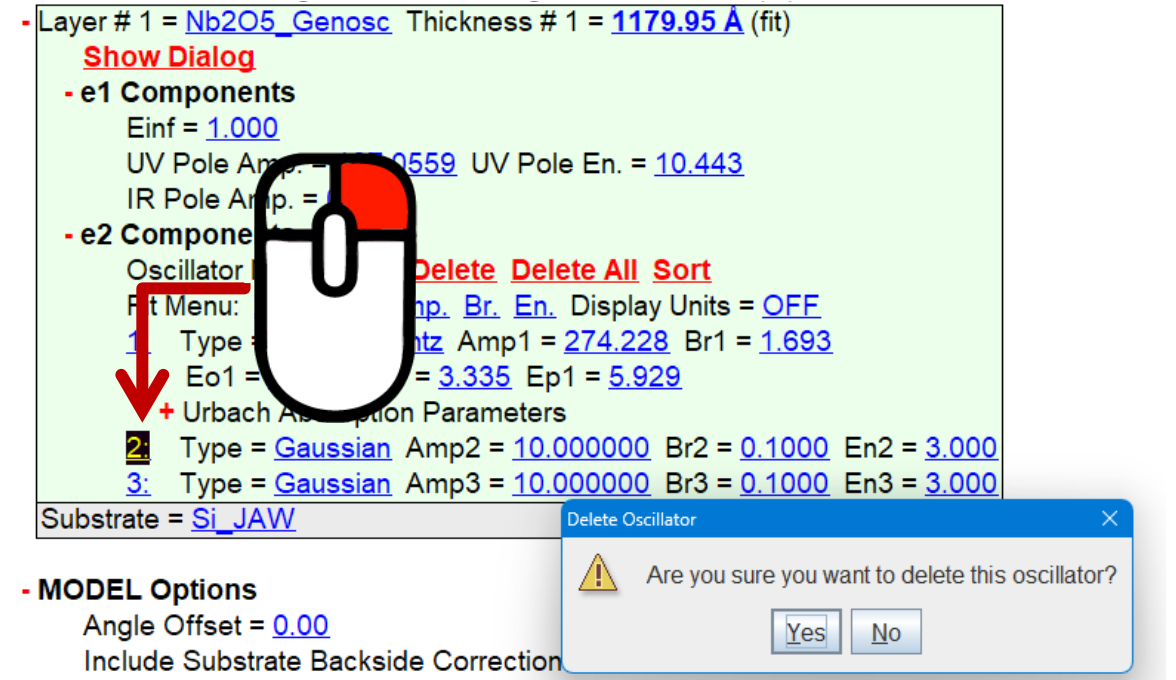 - Layer # 1 = Nb2O5_Genosc Thickness # 1 = 1179.95 Å (fit)
Show Dialog
- e1 Components
Einf = 1.000
UV Pole Amp. = 0559 UV Pole En. = 10.443
IR Pole Amp. =
- e2 Compone
Oscillator Delete Delete All Sort
Fit Menu: Br. En. Display Units = OFF
1: Type = Amp1 = 274.228 Br1 = 1.693
Eo1 = = 3.335 Ep1 = 5.929
+ Urbach Absorption Parameters
2: Type = Gaussian Amp2 = 10.000000 Br2 = 0.1000 En2 = 3.000
3: Type = Gaussian Amp3 = 10.000000 Br3 = 0.1000 En3 = 3.000
Substrate = Si_JAW
Delete Oscillator
Are you sure you want to delete this oscillator?
Yes No
- MODEL Options
Angle Offset = 0.00
Include Substrate Backside Correction